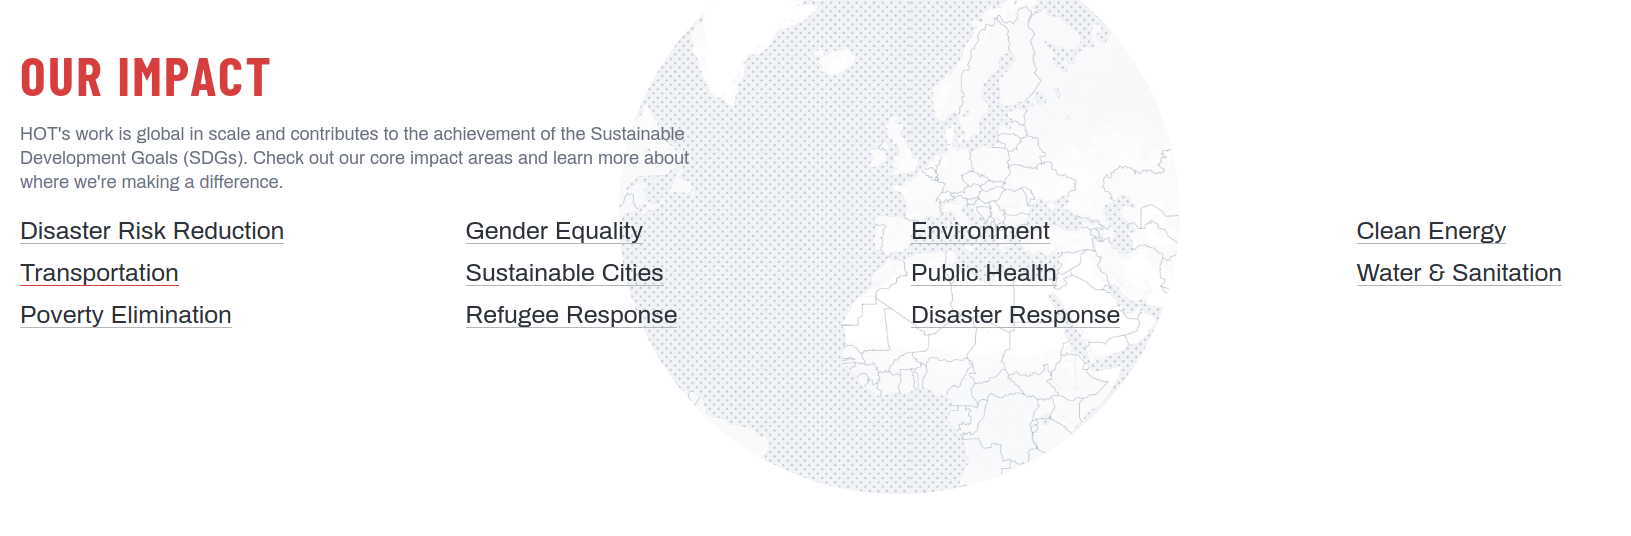 OUR IMPACT
HOT's work is global in scale and contributes to the achievement of the Sustainable
Development Goals (SDGs). Check out our core impact areas and learn more about
where we're making a difference.
Disaster Risk Reduction
Gender Equality
Environment
Clean Energy
Transportation
Sustainable Cities
Public Health
Water & Sanitation
Poverty Elimination
Refugee Response
Disaster Response